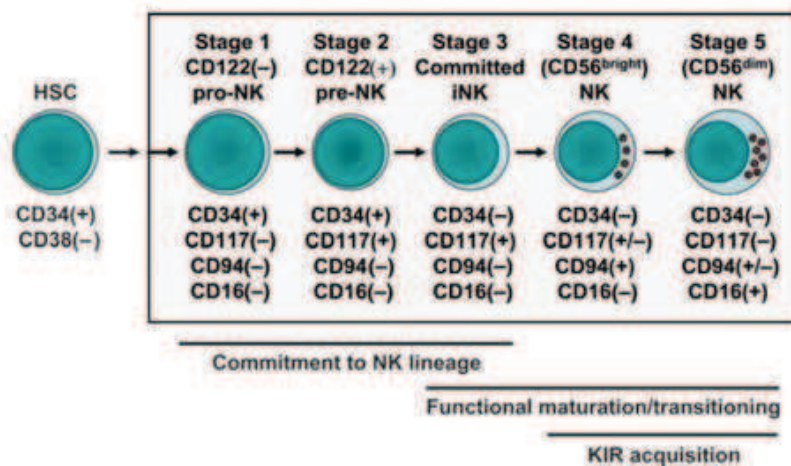 HSC
CD34(+)
CD38(–)
Stage 1
CD122(–)
pro-NK
CD34(+)
CD117(–)
CD94(–)
CD16(–)
Stage 2
CD122(+)
pre-NK
CD34(+)
CD117(+)
CD94(–)
CD16(–)
Stage 3
Committed
iNK
CD34(–)
CD117(+)
CD94(–)
CD16(–)
Stage 4
(CD56bright)
NK
CD34(–)
CD117(+/–)
CD94(+)
CD16(–)
Stage 5
(CD56dim)
NK
CD34(–)
CD117(–)
CD94(+/–)
CD16(+)
Commitment to NK lineage
Functional maturation/transitioning
KIR acquisition